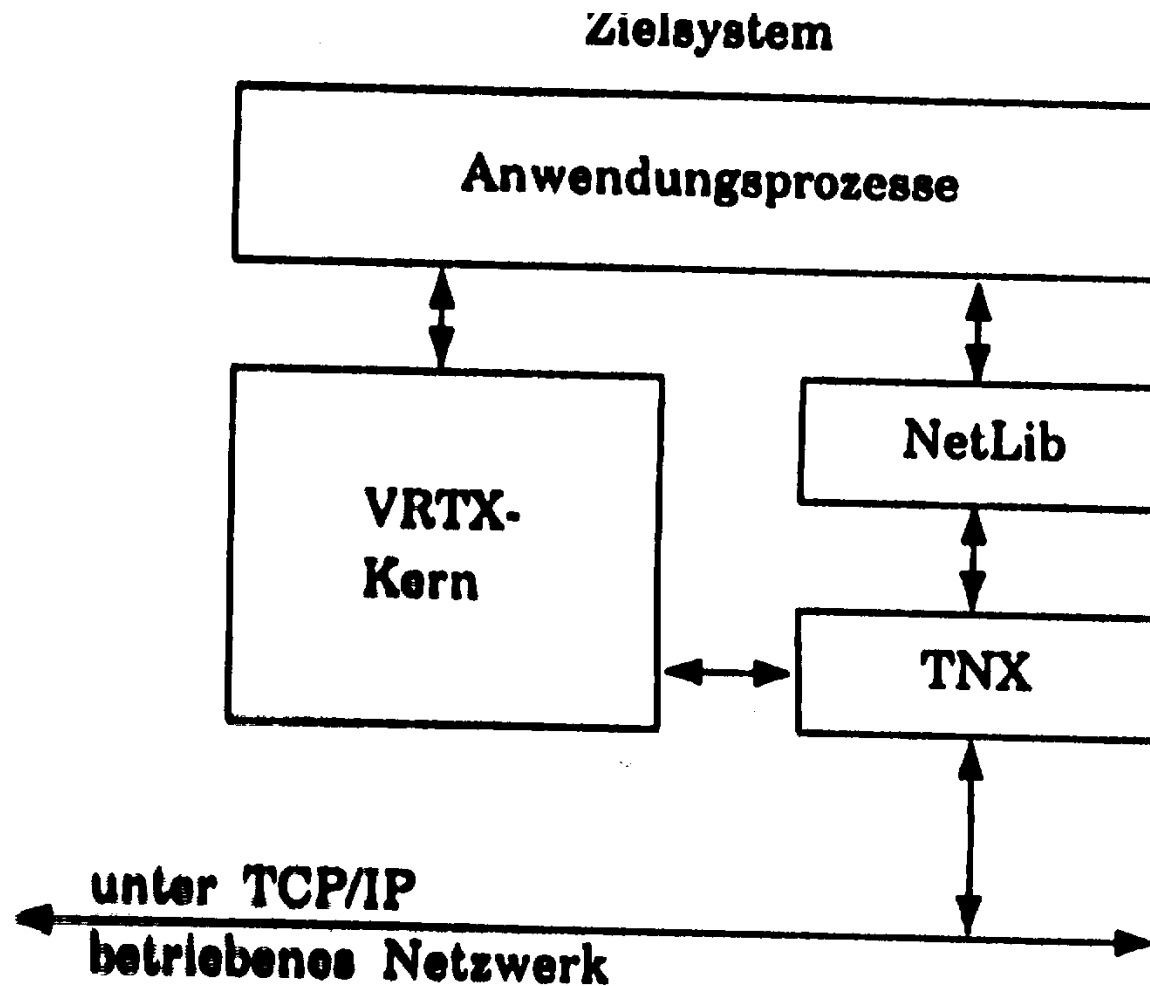 Zielsystem
Anwendungsprozesse
NetLib
VRTX-
Kern
TNX
unter TCP/IP
betriebenes Netzwerk